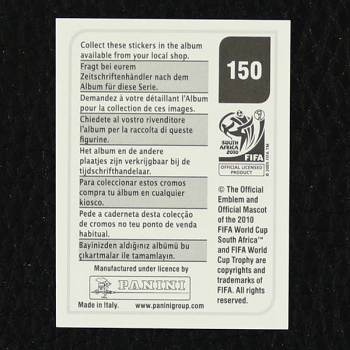 Collect these stickers in the album
available from your local shop.
Fragt bei eurem
Zeitschriftenhändler nach dem
Album für diese Serie.
Demandez à votre détaillant l'Album
pour la collection de ces images.
Chiedete al vostro rivenditore
l'album per la raccolta di queste
figurine.
Het album en de andere
plaatjes zijn verkrijgbaar bij de
tijdschrifthandelaar.
Para coleccionar estos cromos
compra tu álbum en cualquier
kiosco.
Pede a caderneta desta colecção
de cromos no teu ponto de venda
habitual.
Bayinizden aldığınız albümü bu
çıkartmalar ile tamamlayın.
Manufactured under licence by
PANINI
Made in Italy.
www.paninigroup.com
150
SOUTH AFRICA
2010
FIFA
OFFICIAL LICENSED
PRODUCT
© 2005 FIFA TM
© The Official
Emblem and
Official Mascot
of the 2010
FIFA World Cup
South Africa™
and FIFA World
Cup Trophy are
copyrights and
trademarks of
FIFA. All rights
reserved.